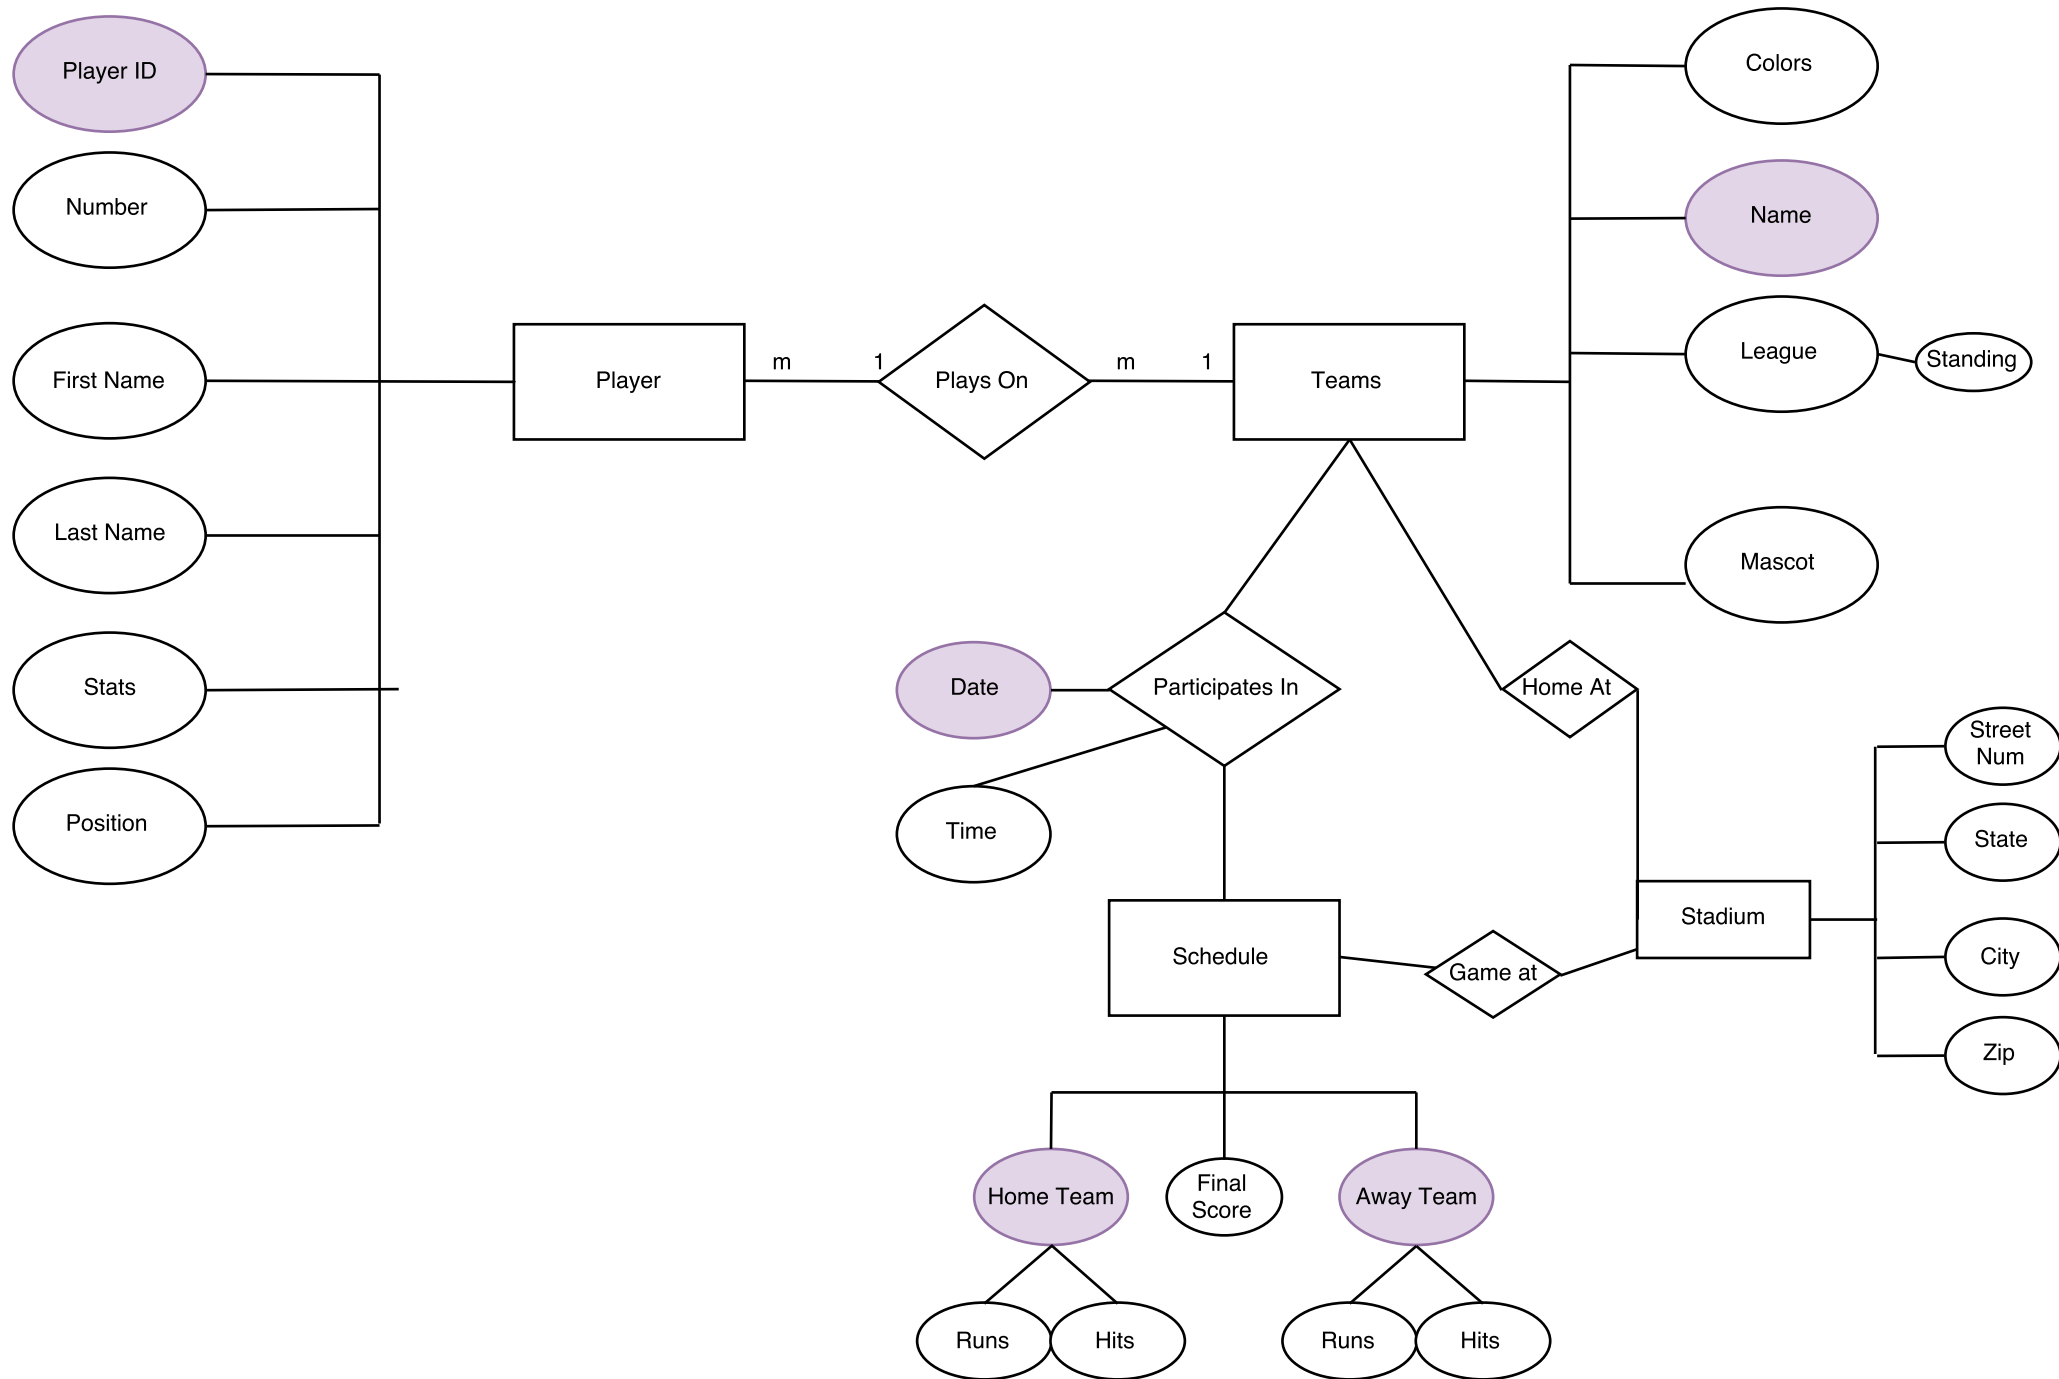 Player ID
Number
First Name
Last Name
Stats
Position
Player
m
1
Plays On
m
1
Teams
Colors
Name
League
Standing
Mascot
Date
Participates In
Home At
Time
Street
Num
State
City
Zip
Stadium
Schedule
Game at
Home Team
Final
Score
Away Team
Runs
Hits
Runs
Hits